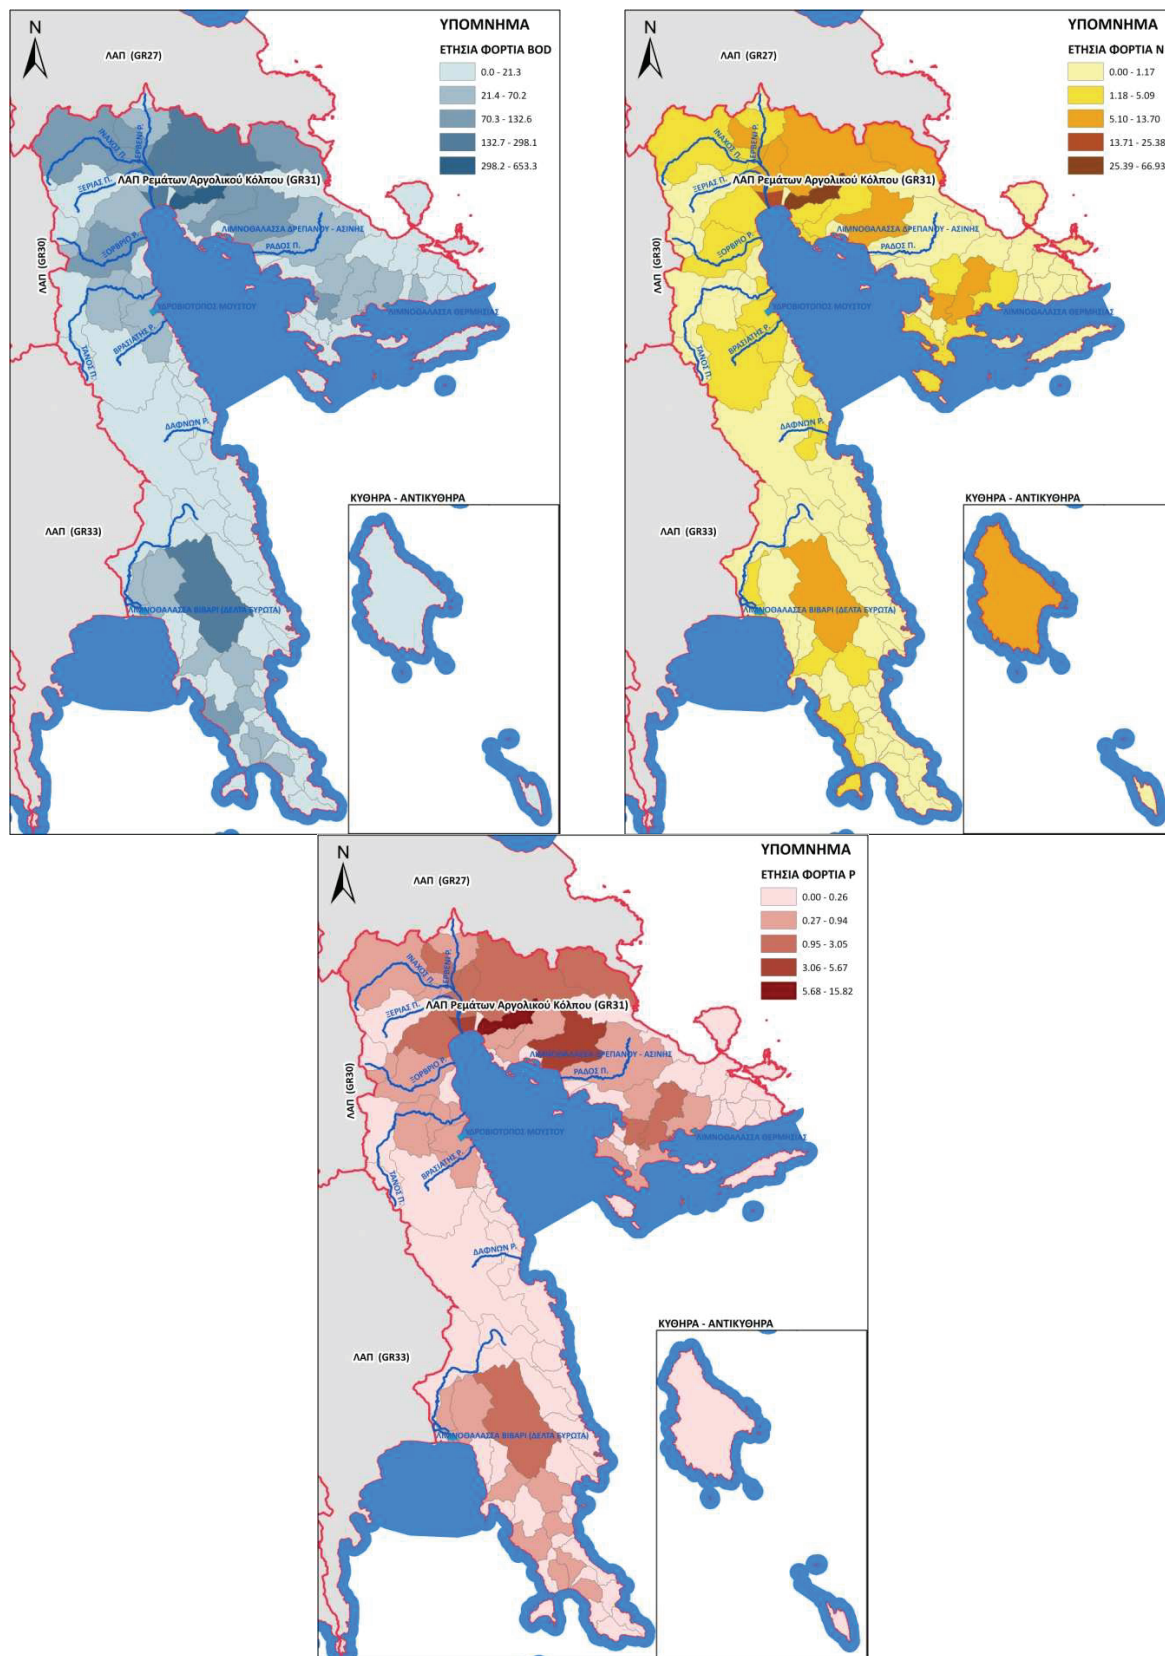 N
ΛΑΠ (GR27)
ΥΠΟΜΝΗΜΑ
ΕΤΗΣΙΑ ΦΟΡΤΙΑ BOD
0.0 - 21.3
21.4 - 70.2
70.3 - 132.6
132.7 - 298.1
298.2 - 653.3
ΙΝΑΧΟΣ Π.
ΔΕΡΒΕΝΙ Ρ.
ΞΕΡΙΑΣ Π.
ΛΑΠ Ρεμάτων Αργολικού Κόλπου (GR31)
ΛΑΠ (GR30)
ΞΟΡΒΡΙΟ Ρ.
ΛΙΜΝΟΘΑΛΑΣΣΑ ΔΡΕΠΑΝΟΥ - ΑΣΙΝΗΣ
ΡΑΔΟΣ Π.
ΥΔΡΟΒΙΟΤΟΠΟΣ ΜΟΥΣΤΟΥ
ΛΙΜΝΟΘΑΛΑΣΣΑ ΘΕΡΜΗΣΙΑΣ
ΤΑΝΟΣ Π.
ΒΡΑΣΙΑΤΗΣ Ρ.
ΔΑΦΝΩΝ Ρ.
ΛΑΠ (GR33)
ΛΙΜΝΟΘΑΛΑΣΣΑ ΒΙΒΑΡΙ (ΔΕΛΤΑ ΕΥΡΩΤΑ)
ΚΥΘΗΡΑ - ΑΝΤΙΚΥΘΗΡΑ
N
ΛΑΠ (GR27)
ΥΠΟΜΝΗΜΑ
ΕΤΗΣΙΑ ΦΟΡΤΙΑ N
0.00 - 1.17
1.18 - 5.09
5.10 - 13.70
13.71 - 25.38
25.39 - 66.93
ΙΝΑΧΟΣ Π.
ΔΕΡΒΕΝΙ Ρ.
ΞΕΡΙΑΣ Π.
ΛΑΠ Ρεμάτων Αργολικού Κόλπου (GR31)
ΛΑΠ (GR30)
ΞΟΡΒΡΙΟ Ρ.
ΛΙΜΝΟΘΑΛΑΣΣΑ ΔΡΕΠΑΝΟΥ - ΑΣΙΝΗΣ
ΡΑΔΟΣ Π.
ΥΔΡΟΒΙΟΤΟΠΟΣ ΜΟΥΣΤΟΥ
ΛΙΜΝΟΘΑΛΑΣΣΑ ΘΕΡΜΗΣΙΑΣ
ΤΑΝΟΣ Π.
ΒΡΑΣΙΑΤΗΣ Ρ.
ΔΑΦΝΩΝ Ρ.
ΛΑΠ (GR33)
ΛΙΜΝΟΘΑΛΑΣΣΑ ΒΙΒΑΡΙ (ΔΕΛΤΑ ΕΥΡΩΤΑ)
ΚΥΘΗΡΑ - ΑΝΤΙΚΥΘΗΡΑ
N
ΛΑΠ (GR27)
ΥΠΟΜΝΗΜΑ
ΕΤΗΣΙΑ ΦΟΡΤΙΑ P
0.00 - 0.26
0.27 - 0.94
0.95 - 3.05
3.06 - 5.67
5.68 - 15.82
ΙΝΑΧΟΣ Π.
ΔΕΡΒΕΝΙ Ρ.
ΞΕΡΙΑΣ Π.
ΛΑΠ Ρεμάτων Αργολικού Κόλπου (GR31)
ΛΑΠ (GR30)
ΞΟΡΒΡΙΟ Ρ.
ΛΙΜΝΟΘΑΛΑΣΣΑ ΔΡΕΠΑΝΟΥ - ΑΣΙΝΗΣ
ΡΑΔΟΣ Π.
ΥΔΡΟΒΙΟΤΟΠΟΣ ΜΟΥΣΤΟΥ
ΛΙΜΝΟΘΑΛΑΣΣΑ ΘΕΡΜΗΣΙΑΣ
ΤΑΝΟΣ Π.
ΒΡΑΣΙΑΤΗΣ Ρ.
ΔΑΦΝΩΝ Ρ.
ΛΑΠ (GR33)
ΛΙΜΝΟΘΑΛΑΣΣΑ ΒΙΒΑΡΙ (ΔΕΛΤΑ ΕΥΡΩΤΑ)
ΚΥΘΗΡΑ - ΑΝΤΙΚΥΘΗΡΑ